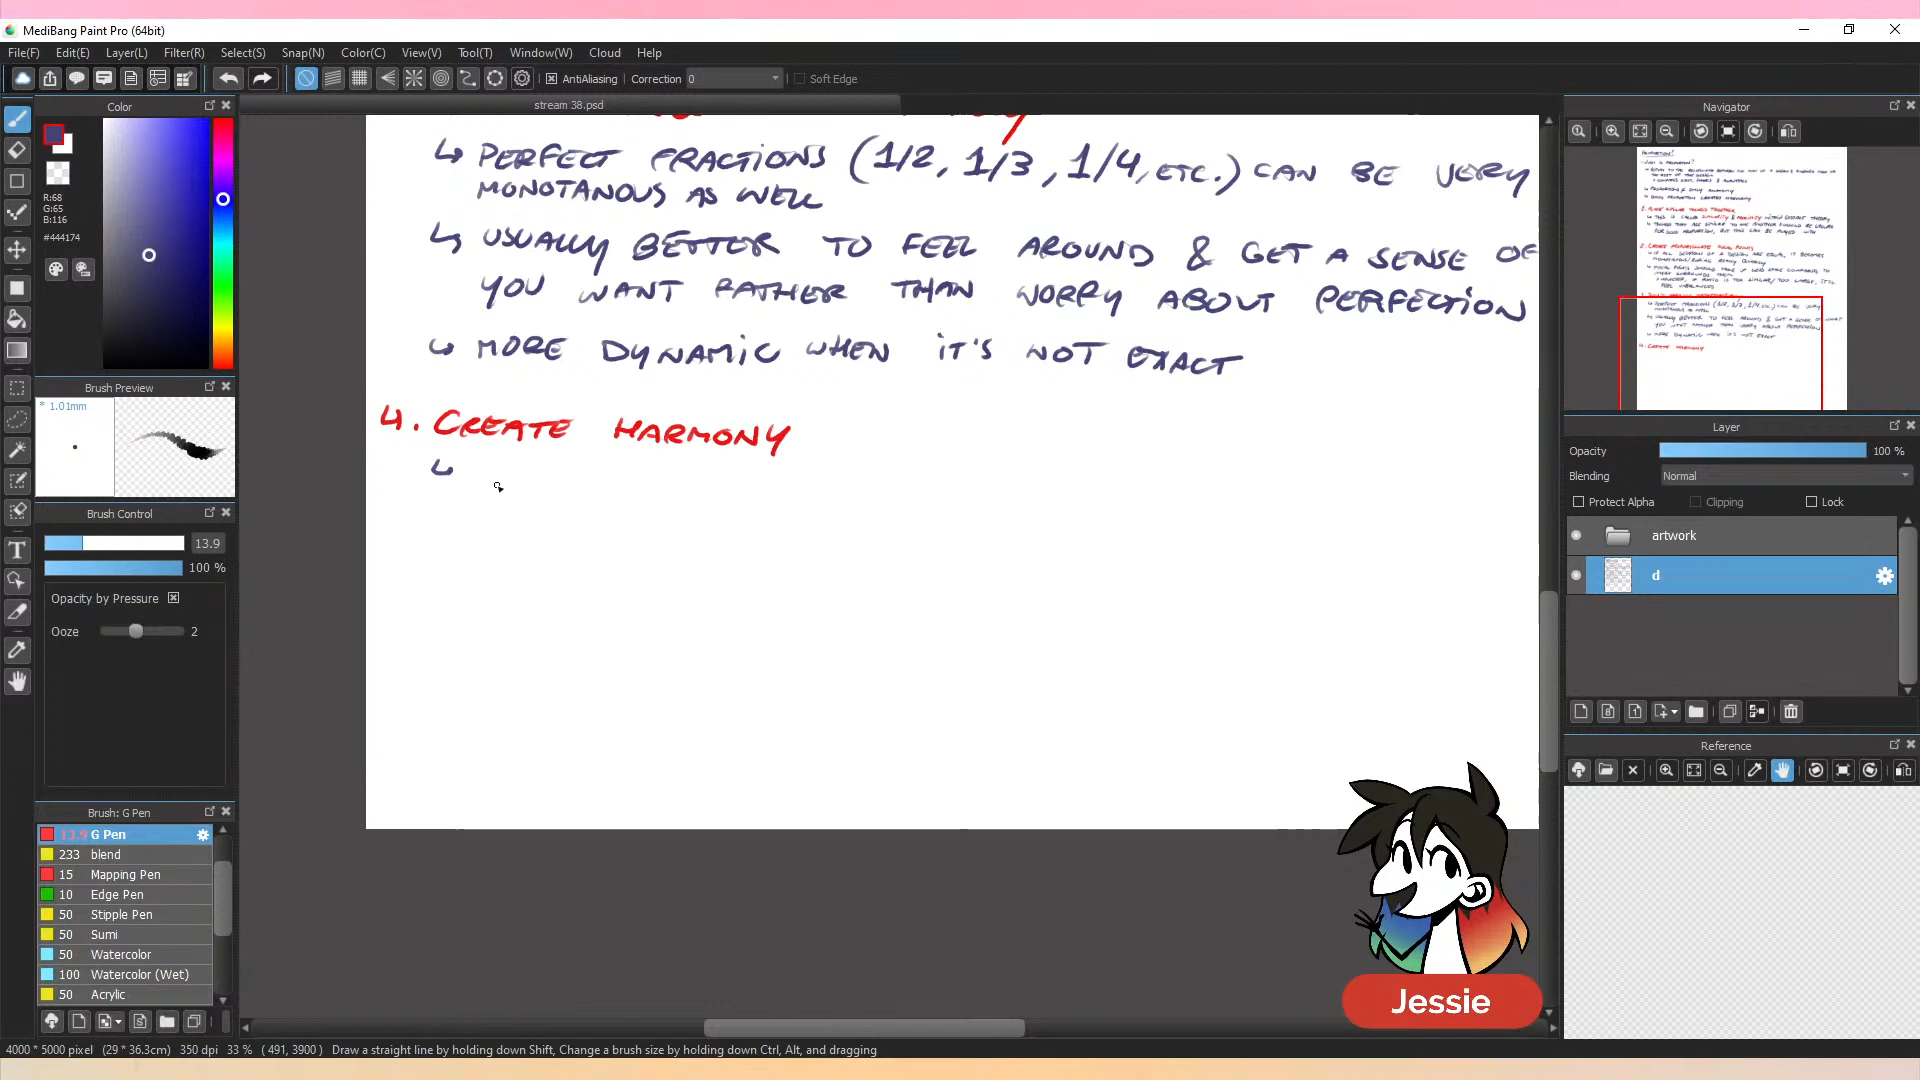 MediBang Paint Pro (64bit)
File(F) Edit(E) Layer(L) Filter(R) Select(S) Snap(N) Color(C) View(V) Tool(T) Window(W) Cloud Help
AntiAliasing Correction 0 Soft Edge
Color
stream 38.psd
Navigator
R:68
G:65
B:116
#444174
Brush Preview
* 1.01mm
Brush Control
13.9
100 %
Opacity by Pressure
Ooze 2
Brush: G Pen
13.9 G Pen
233 blend
15 Mapping Pen
10 Edge Pen
50 Stipple Pen
50 Sumi
50 Watercolor
100 Watercolor (Wet)
50 Acrylic
↳ PERFECT FRACTIONS (1/2, 1/3, 1/4, ETC.) CAN BE VERY
MONOTANOUS AS WELL
↳ USUALLY BETTER TO FEEL AROUND & GET A SENSE OF
YOU WANT RATHER THAN WORRY ABOUT PERFECTION
↳ MORE DYNAMIC WHEN IT'S NOT EXACT
4. CREATE HARMONY
↳
Layer
Opacity 100 %
Blending Normal
Protect Alpha Clipping Lock
artwork
d
Reference
Jessie
4000 * 5000 pixel (29 * 36.3cm) 350 dpi 33 % ( 491, 3900 ) Draw a straight line by holding down Shift, Change a brush size by holding down Ctrl, Alt, and dragging